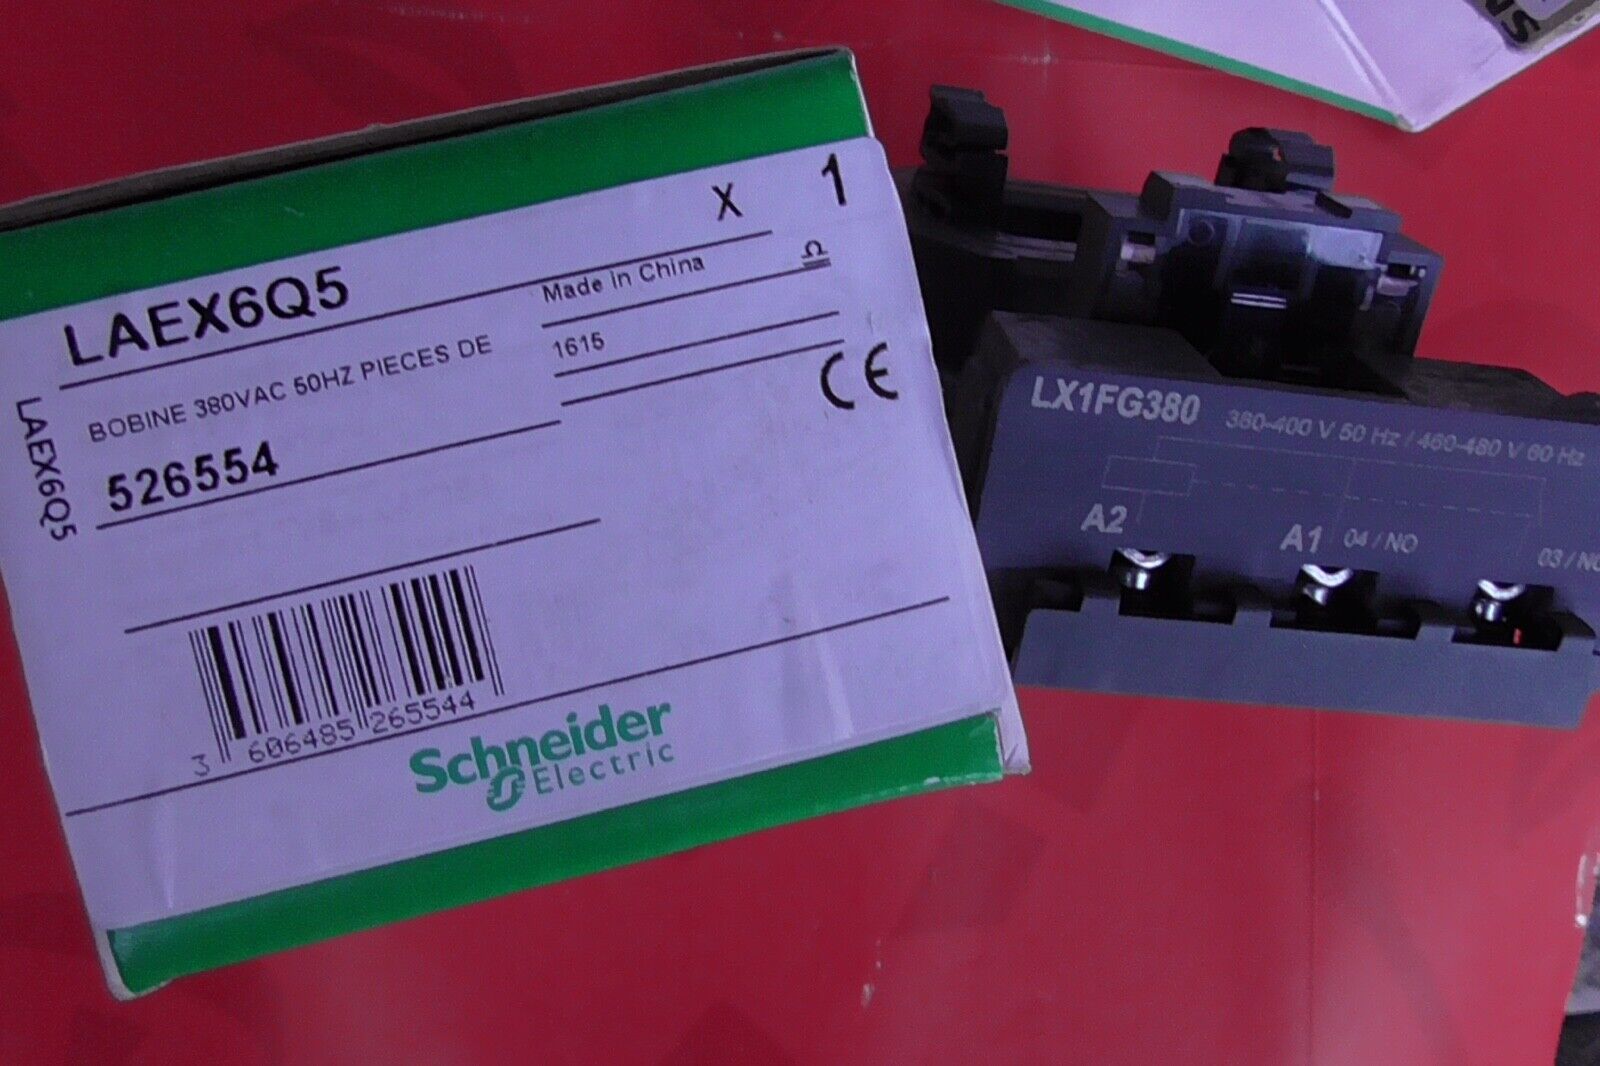 X 1
LAEX6Q5
Made in China
BOBINE 380VAC 50HZ PIECES DE
1615
526554
CE
LAEX6Q5
3 606485 265544
Schneider
Electric
LX1FG380 380-400 V 50 Hz / 460-480 V 60 Hz
A2 A1 04 / NO 03 / NO